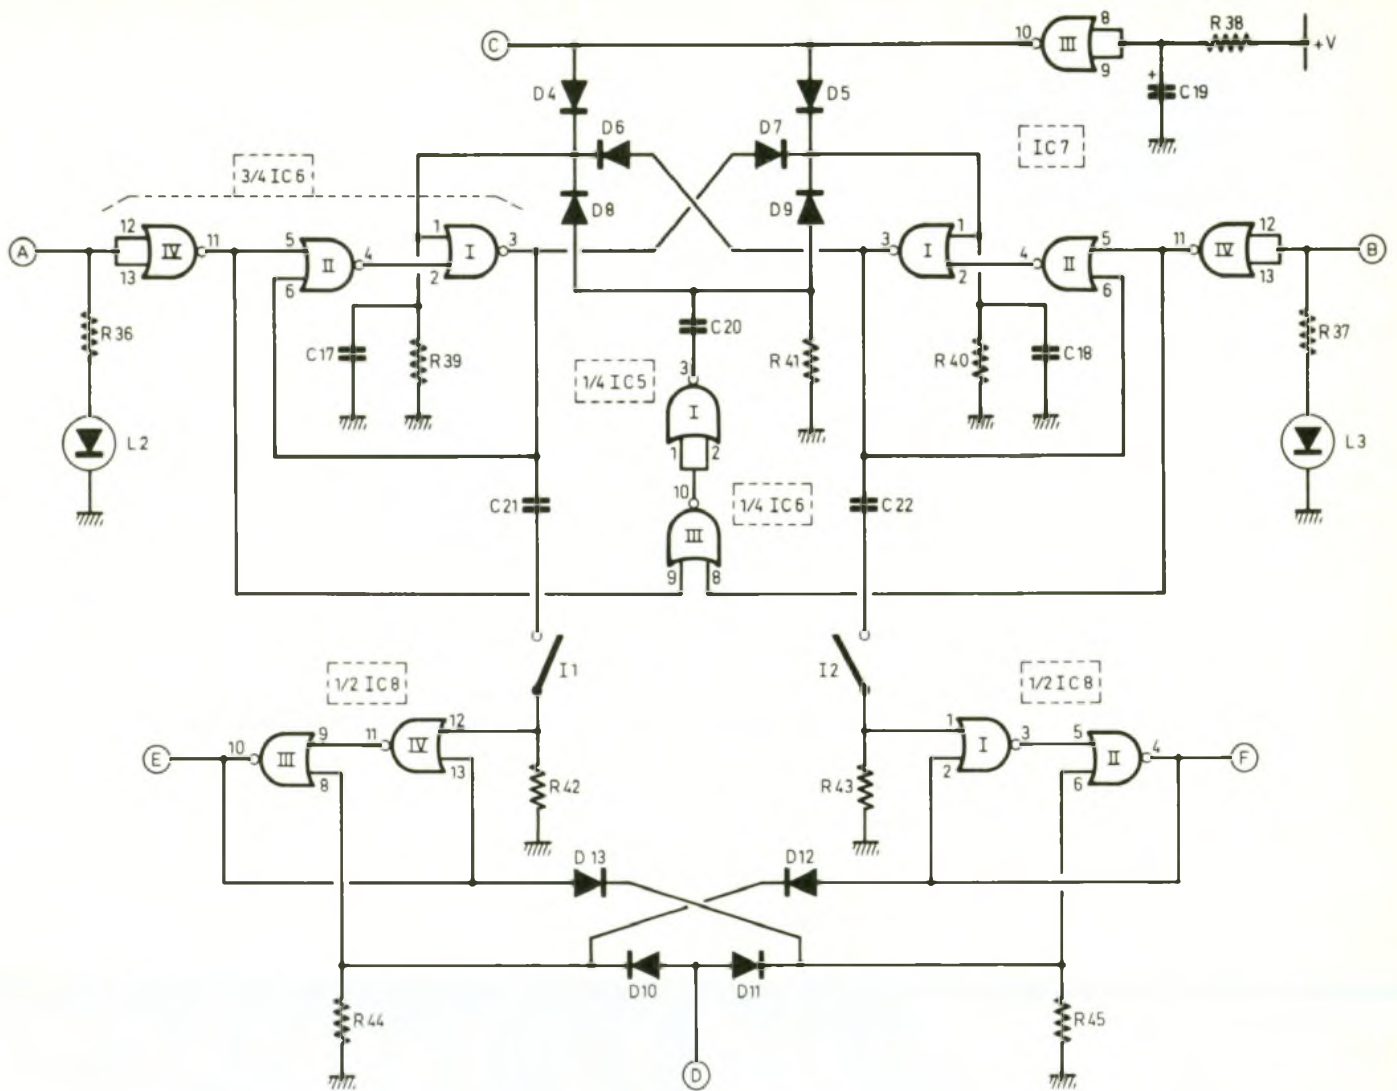 C
10
III
8
9
R38
+V
+
C19
D4
D5
D6
D7
IC7
3/4 IC6
D8
D9
A
12
13
IV
11
5
6
II
4
1
2
I
3
3
I
1
2
4
II
5
6
11
IV
12
13
B
R36
C17
R39
C20
R41
R40
C18
R37
1/4 IC5
3
I
1
2
L2
L3
10
1/4 IC6
C21
C22
III
9
8
I1
I2
1/2 IC8
1/2 IC8
E
10
III
9
8
11
IV
12
13
1
2
I
3
5
6
II
4
F
R42
R43
D13
D12
D10
D11
R44
R45
D